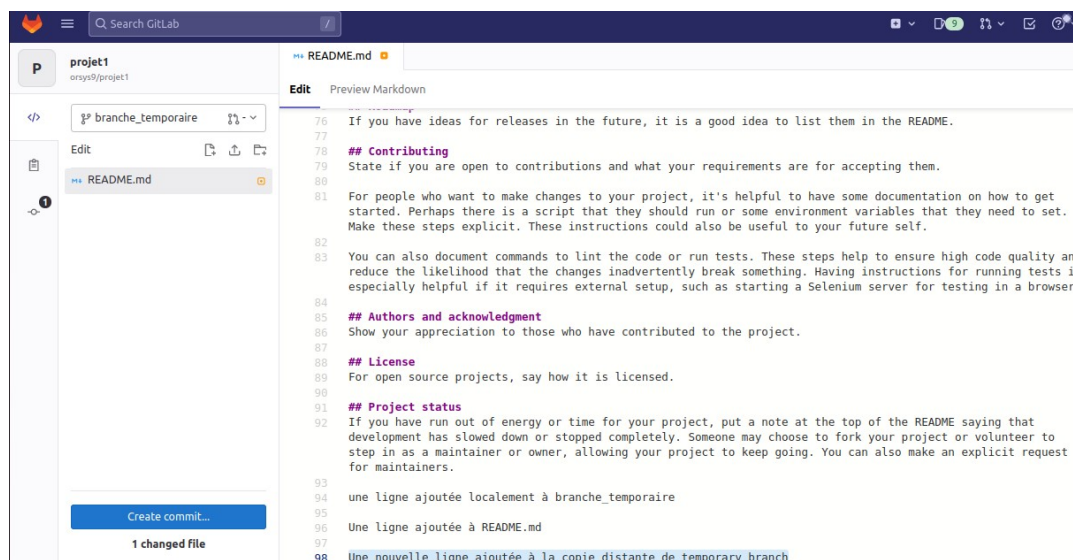 Search GitLab /
9
P projet1
orsys9/projet1
README.md
Edit Preview Markdown
branche_temporaire
Edit
README.md
1
Create commit...
1 changed file
## Roadmap
76 If you have ideas for releases in the future, it is a good idea to list them in the README.
77
78 ## Contributing
79 State if you are open to contributions and what your requirements are for accepting them.
80
81 For people who want to make changes to your project, it's helpful to have some documentation on how to get
started. Perhaps there is a script that they should run or some environment variables that they need to set.
Make these steps explicit. These instructions could also be useful to your future self.
82
83 You can also document commands to lint the code or run tests. These steps help to ensure high code quality an
reduce the likelihood that the changes inadvertently break something. Having instructions for running tests i
especially helpful if it requires external setup, such as starting a Selenium server for testing in a browser
84
85 ## Authors and acknowledgment
86 Show your appreciation to those who have contributed to the project.
87
88 ## License
89 For open source projects, say how it is licensed.
90
91 ## Project status
92 If you have run out of energy or time for your project, put a note at the top of the README saying that
development has slowed down or stopped completely. Someone may choose to fork your project or volunteer to
step in as a maintainer or owner, allowing your project to keep going. You can also make an explicit request
for maintainers.
93
94 une ligne ajoutée localement à branche_temporaire
95
96 Une ligne ajoutée à README.md
97
98 Une nouvelle ligne ajoutée à la copie distante de temporary_branch